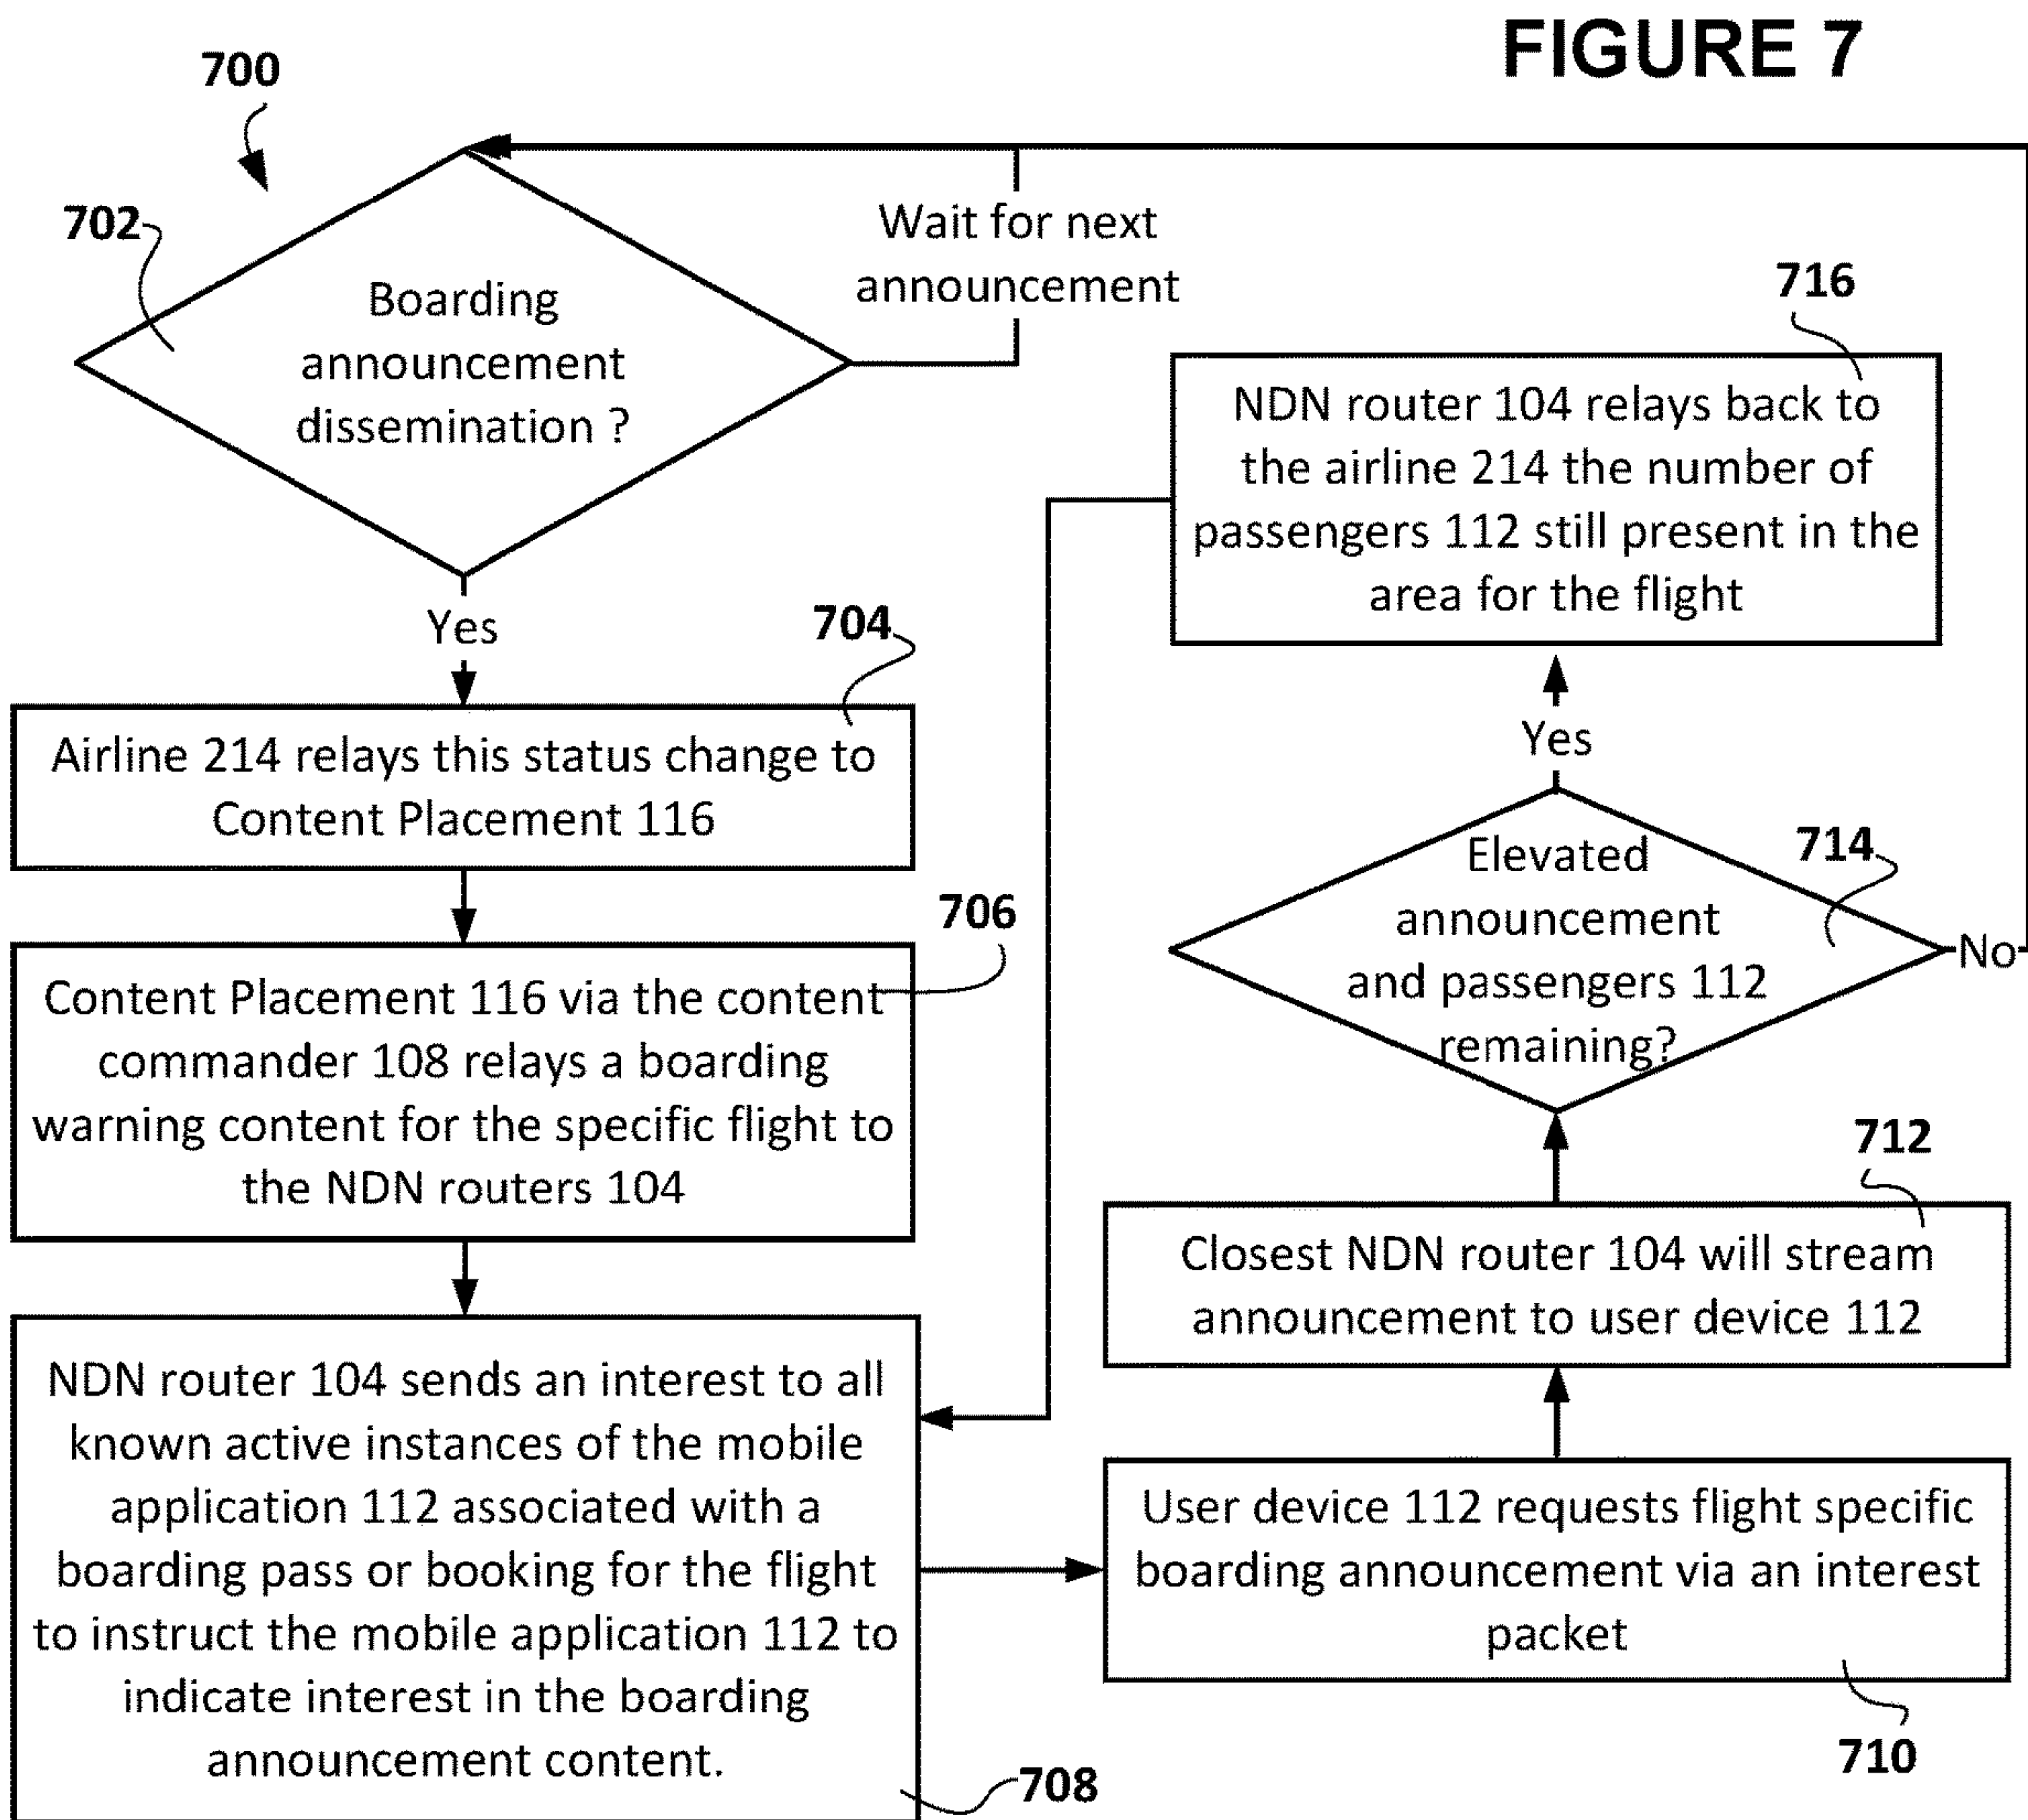 FIGURE 7
700
702
Boarding
announcement
dissemination ?
Wait for next
announcement
Yes
704
Airline 214 relays this status change to
Content Placement 116
706
Content Placement 116 via the content
commander 108 relays a boarding
warning content for the specific flight to
the NDN routers 104
NDN router 104 sends an interest to all
known active instances of the mobile
application 112 associated with a
boarding pass or booking for the flight
to instruct the mobile application 112 to
indicate interest in the boarding
announcement content.
708
User device 112 requests flight specific
boarding announcement via an interest
packet
710
712
Closest NDN router 104 will stream
announcement to user device 112
714
Elevated
announcement
and passengers 112
remaining?
No
Yes
716
NDN router 104 relays back to
the airline 214 the number of
passengers 112 still present in the
area for the flight